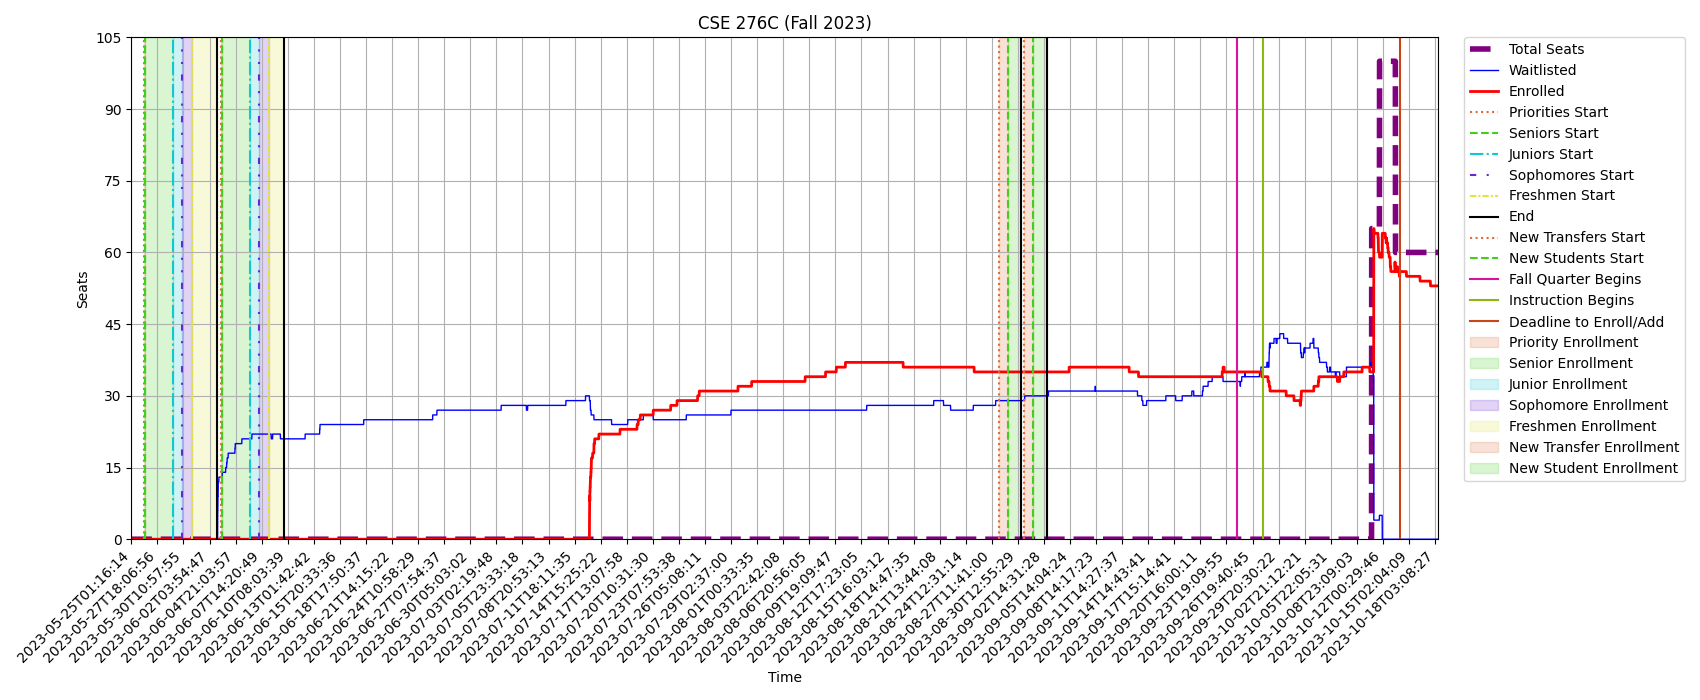 CSE 276C (Fall 2023)
105
90
75
60
45
30
15
0
Seats
2023-05-25T01:16:14
2023-05-27T18:06:56
2023-05-30T10:57:55
2023-06-02T03:54:47
2023-06-04T21:03:57
2023-06-07T14:20:49
2023-06-10T08:03:39
2023-06-13T01:42:42
2023-06-15T20:33:36
2023-06-18T17:50:37
2023-06-21T14:15:22
2023-06-24T10:58:29
2023-06-27T07:54:37
2023-06-30T05:03:02
2023-07-03T02:19:48
2023-07-05T23:33:18
2023-07-08T20:53:13
2023-07-11T18:11:35
2023-07-14T15:25:22
2023-07-17T13:07:58
2023-07-20T10:31:30
2023-07-23T07:53:38
2023-07-26T05:08:11
2023-07-29T02:37:00
2023-08-01T00:33:35
2023-08-03T22:42:08
2023-08-06T20:56:05
2023-08-09T19:09:47
2023-08-12T17:23:05
2023-08-15T16:03:12
2023-08-18T14:47:35
2023-08-21T13:44:08
2023-08-24T12:31:14
2023-08-27T11:41:00
2023-08-30T12:55:29
2023-09-02T14:31:28
2023-09-05T14:04:24
2023-09-08T14:17:23
2023-09-11T14:27:37
2023-09-14T14:43:41
2023-09-17T15:14:41
2023-09-20T16:00:11
2023-09-23T19:09:55
2023-09-26T19:40:45
2023-09-29T20:30:22
2023-10-02T21:12:21
2023-10-05T22:05:31
2023-10-08T23:09:03
2023-10-12T00:29:46
2023-10-15T02:04:09
2023-10-18T03:08:27
Time
Total Seats
Waitlisted
Enrolled
Priorities Start
Seniors Start
Juniors Start
Sophomores Start
Freshmen Start
End
New Transfers Start
New Students Start
Fall Quarter Begins
Instruction Begins
Deadline to Enroll/Add
Priority Enrollment
Senior Enrollment
Junior Enrollment
Sophomore Enrollment
Freshmen Enrollment
New Transfer Enrollment
New Student Enrollment